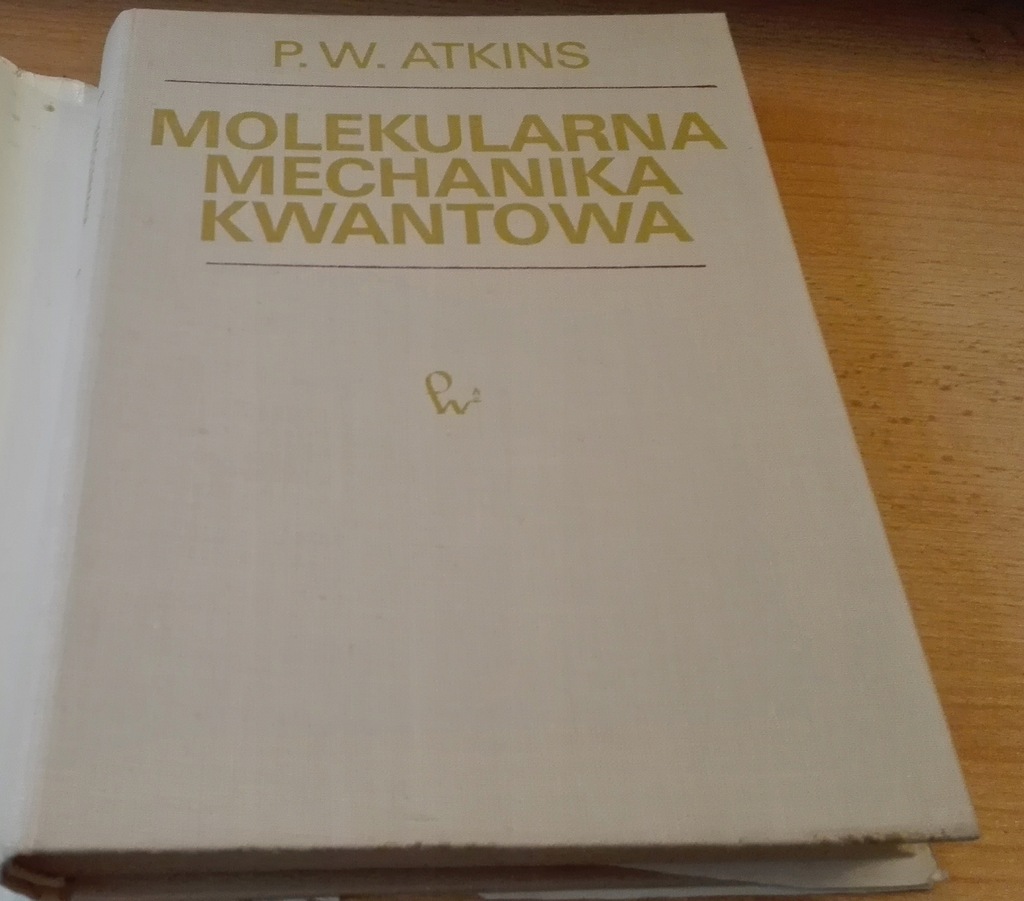 P. W. ATKINS
MOLEKULARNA
MECHANIKA
KWANTOWA